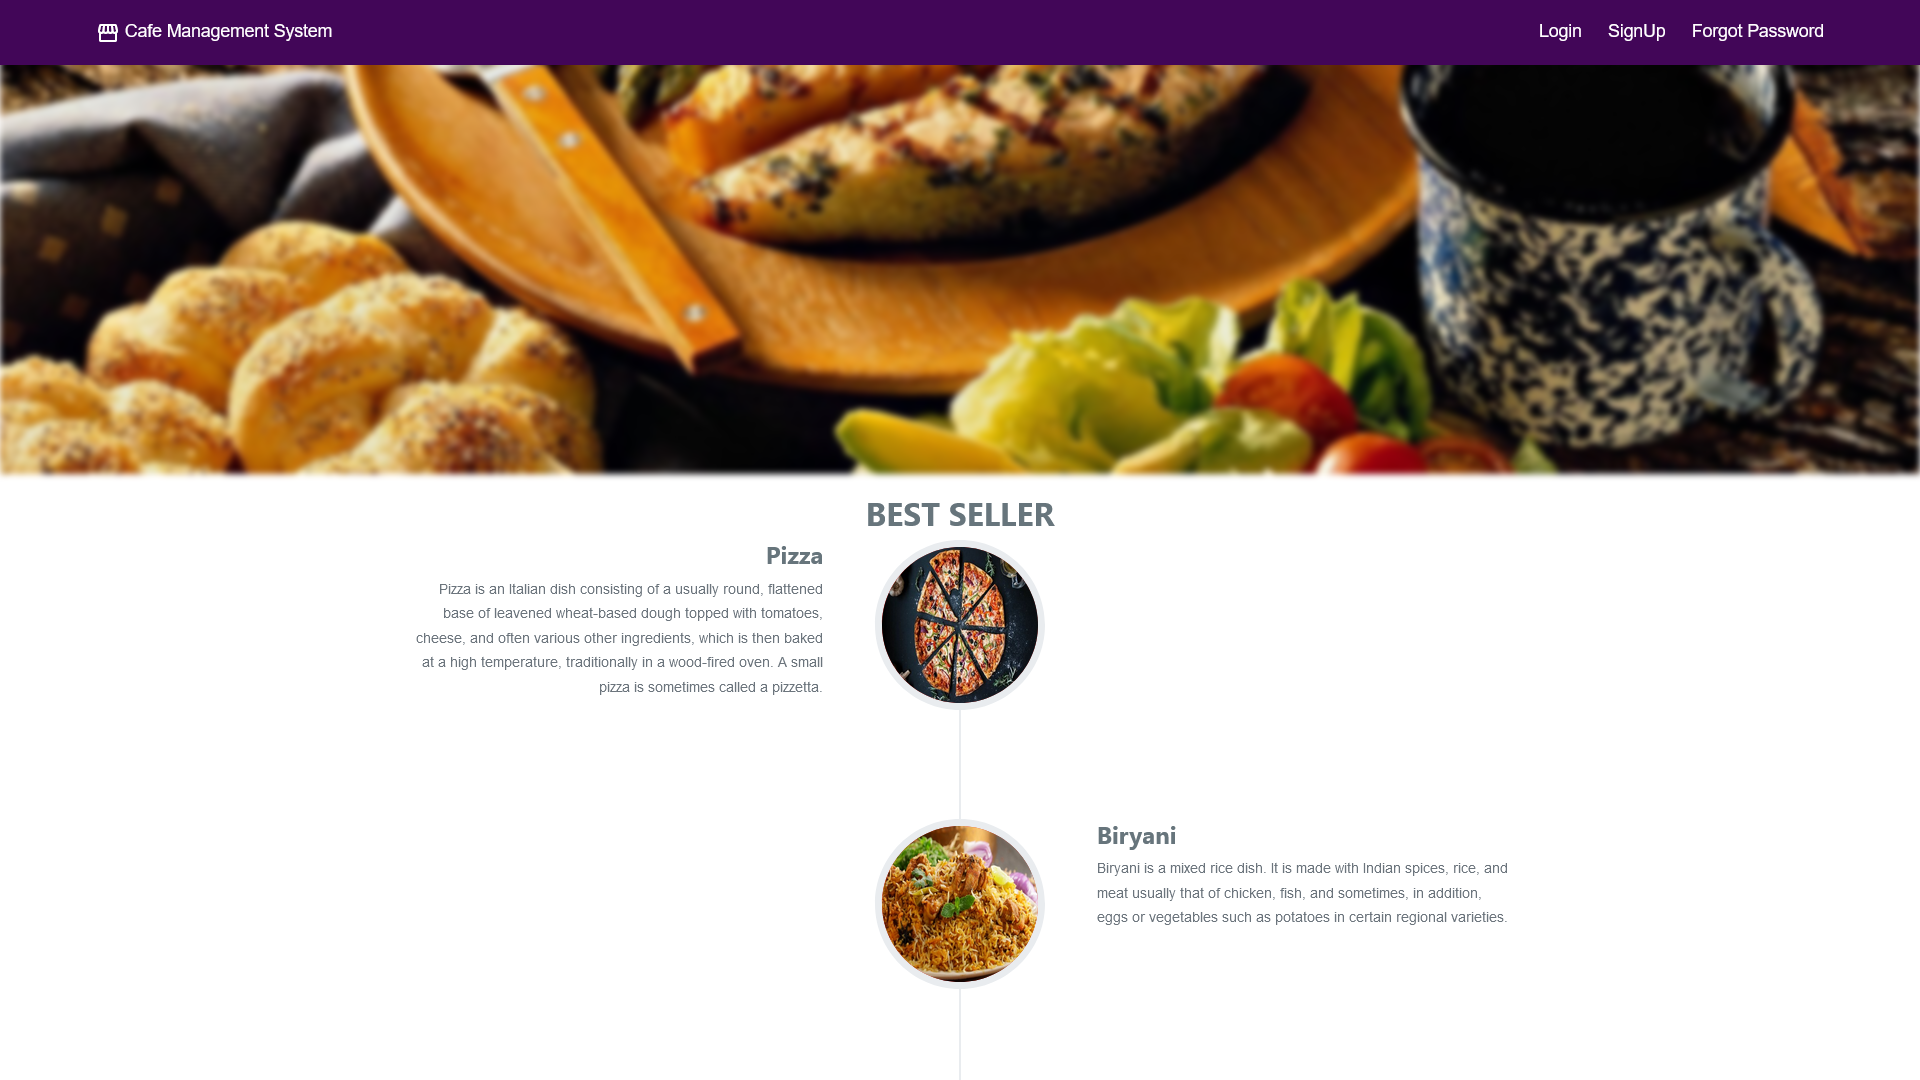 Cafe Management System
Login
SignUp
Forgot Password
BEST SELLER
Pizza
Pizza is an Italian dish consisting of a usually round, flattened
base of leavened wheat-based dough topped with tomatoes,
cheese, and often various other ingredients, which is then baked
at a high temperature, traditionally in a wood-fired oven. A small
pizza is sometimes called a pizzetta.
Biryani
Biryani is a mixed rice dish. It is made with Indian spices, rice, and
meat usually that of chicken, fish, and sometimes, in addition,
eggs or vegetables such as potatoes in certain regional varieties.